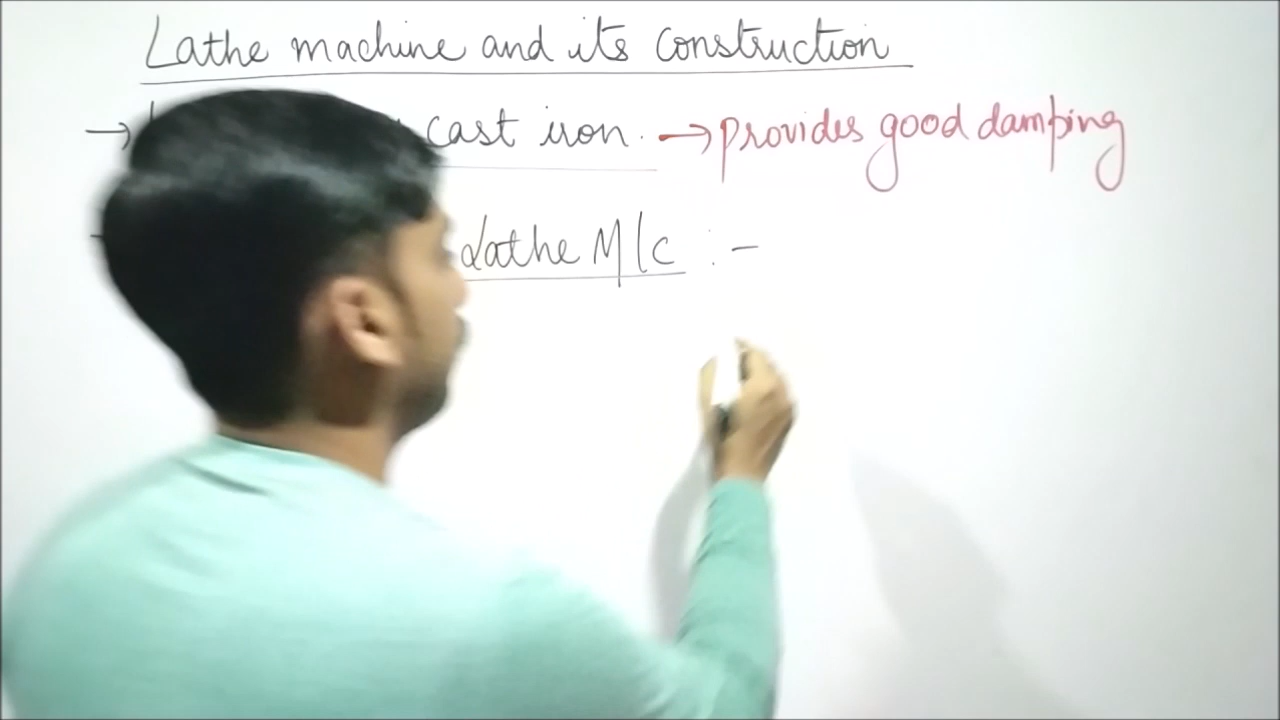 Lathe machine and its construction
→ cast iron. → provides good damping
Lathe M/c :-